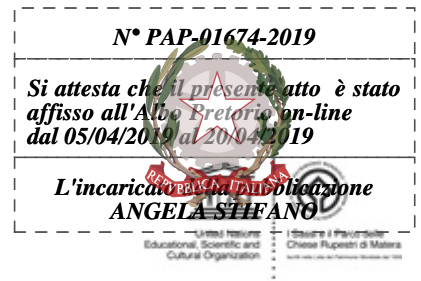 N° PAP-01674-2019
Si attesta che il presente atto è stato
affisso all'Albo Pretorio on-line
dal 05/04/2019 al 20/04/2019
REPVBBLICA ITALIANA
L'incaricato della pubblicazione
ANGELA STIFANO
United Nations
Educational, Scientific and
Cultural Organization
I Sassi e il Parco delle
Chiese Rupestri di Matera